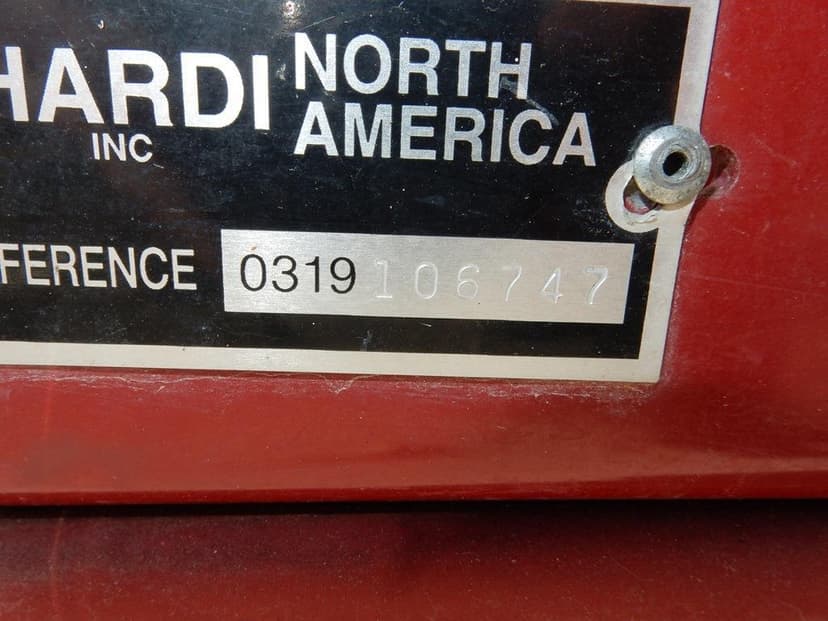 HARDI NORTH
INC AMERICA
FERENCE 0319 106747